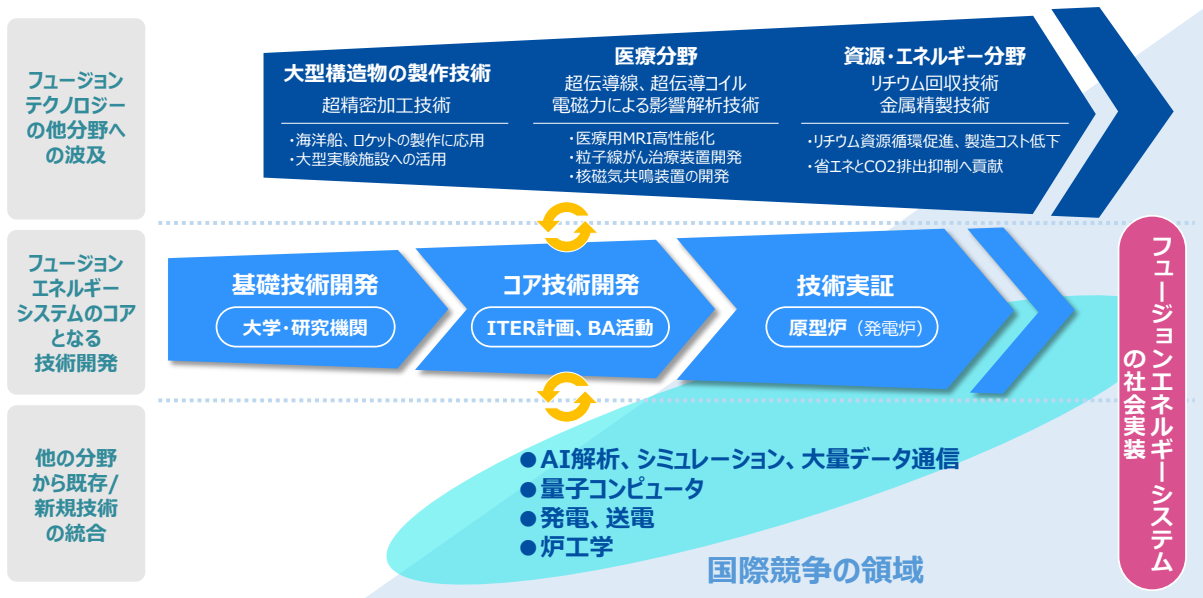 フュージョン
テクノロジー
の他分野へ
の波及
大型構造物の製作技術
超精密加工技術
・海洋船、ロケットの製作に応用
・大型実験施設への活用
医療分野
超伝導線、超伝導コイル
電磁力による影響解析技術
・医療用MRI高性能化
・粒子線がん治療装置開発
・核磁気共鳴装置の開発
資源・エネルギー分野
リチウム回収技術
金属精製技術
・リチウム資源循環促進、製造コスト低下
・省エネとCO2排出抑制へ貢献
フュージョン
エネルギー
システムのコア
となる
技術開発
基礎技術開発
大学・研究機関
コア技術開発
ITER計画、BA活動
技術実証
原型炉（発電炉）
他の分野
から既存/
新規技術
の統合
●AI解析、シミュレーション、大量データ通信
●量子コンピュータ
●発電、送電
●炉工学
国際競争の領域
フュージョンエネルギーシステム
の社会実装